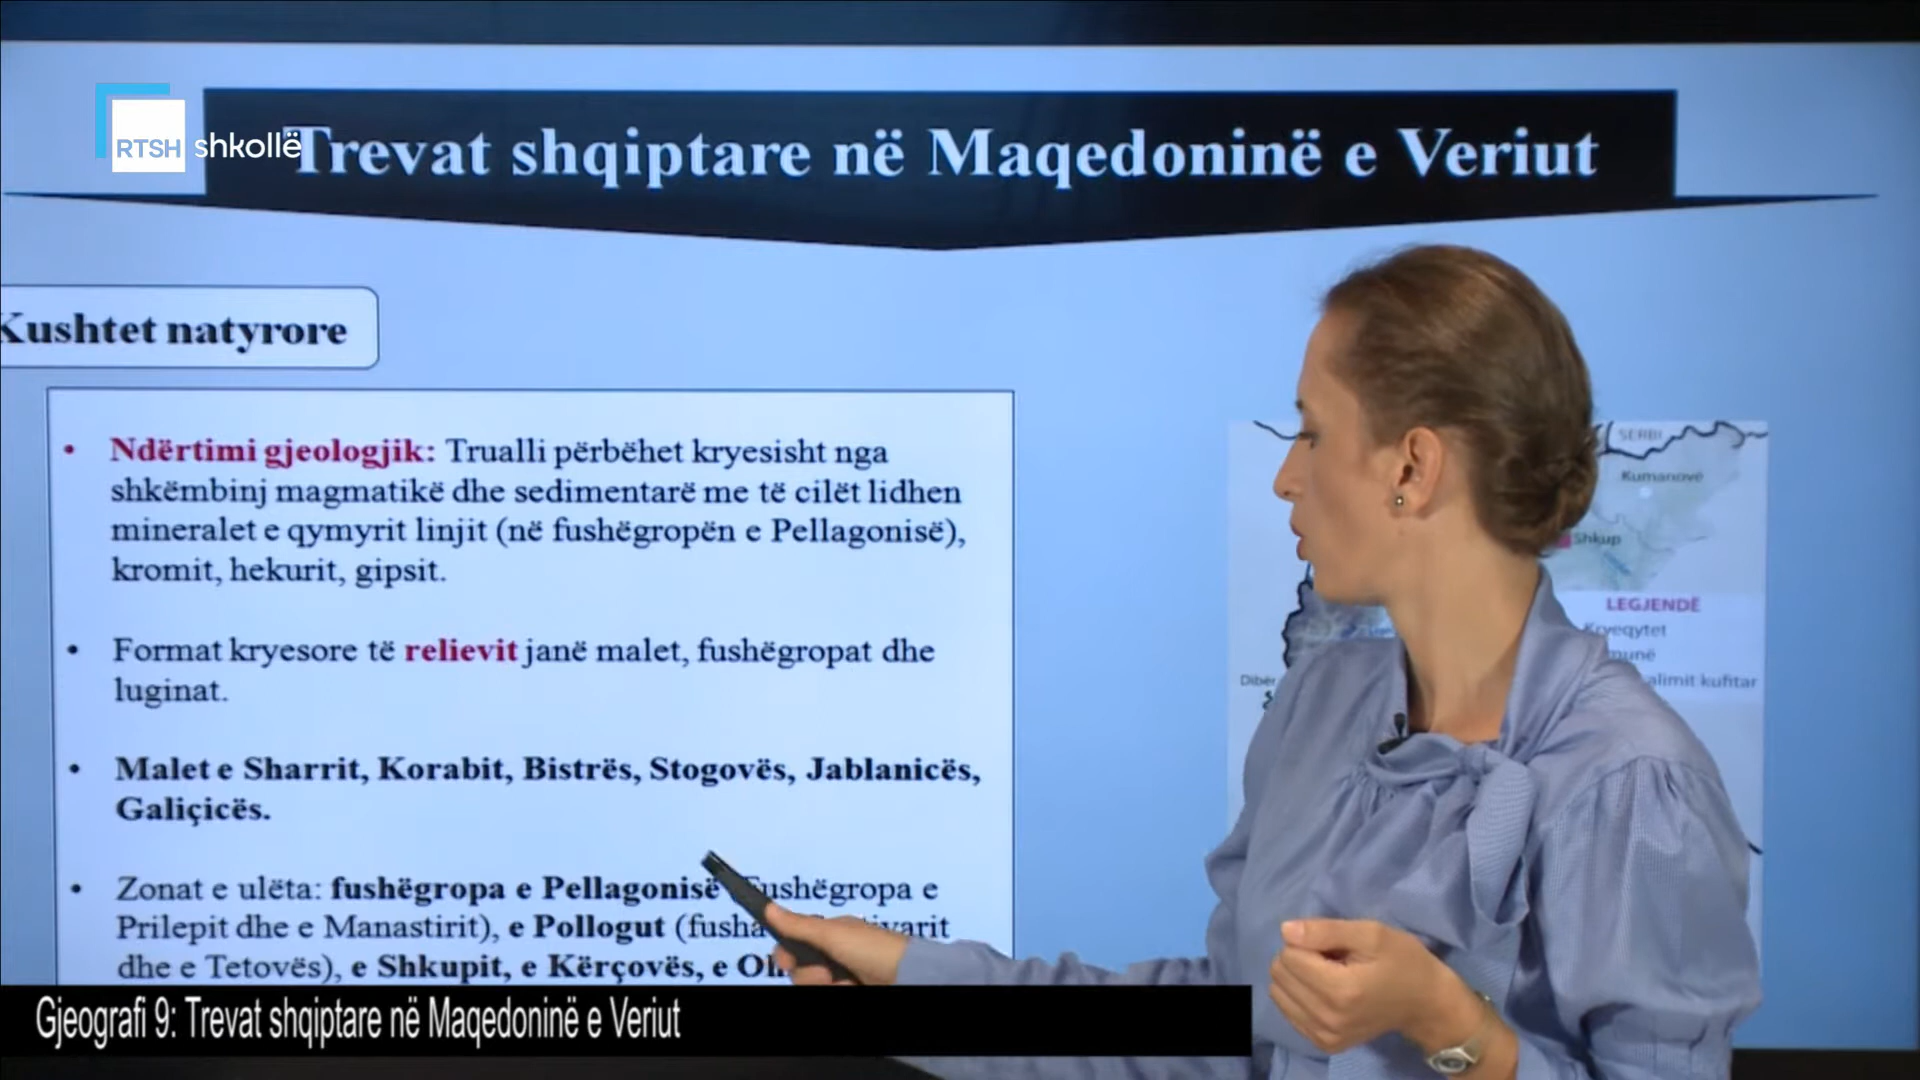 RTSH shkollë
Trevat shqiptare në Maqedoninë e Veriut
Kushtet natyrore
• Ndërtimi gjeologjik: Trualli përbëhet kryesisht nga
shkëmbinj magmatikë dhe sedimentarë me të cilët lidhen
mineralet e qymyrit linjit (në fushëgropën e Pellagonisë),
kromit, hekurit, gipsit.
• Format kryesore të relievit janë malet, fushëgropat dhe
luginat.
• Malet e Sharrit, Korabit, Bistrës, Stogovës, Jablanicës,
Galiçicës.
• Zonat e ulëta: fushëgropa e Pellagonisë (Fushëgropa e
Prilepit dhe e Manastirit), e Pollogut
dhe e Tetovës), e Shkupit, e Kërçovës, e
SERBI
Kumanovë
Shkup
LEGJENDË
Kryeqytet
kufitar
Dibër
Gjeografi 9: Trevat shqiptare në Maqedoninë e Veriut